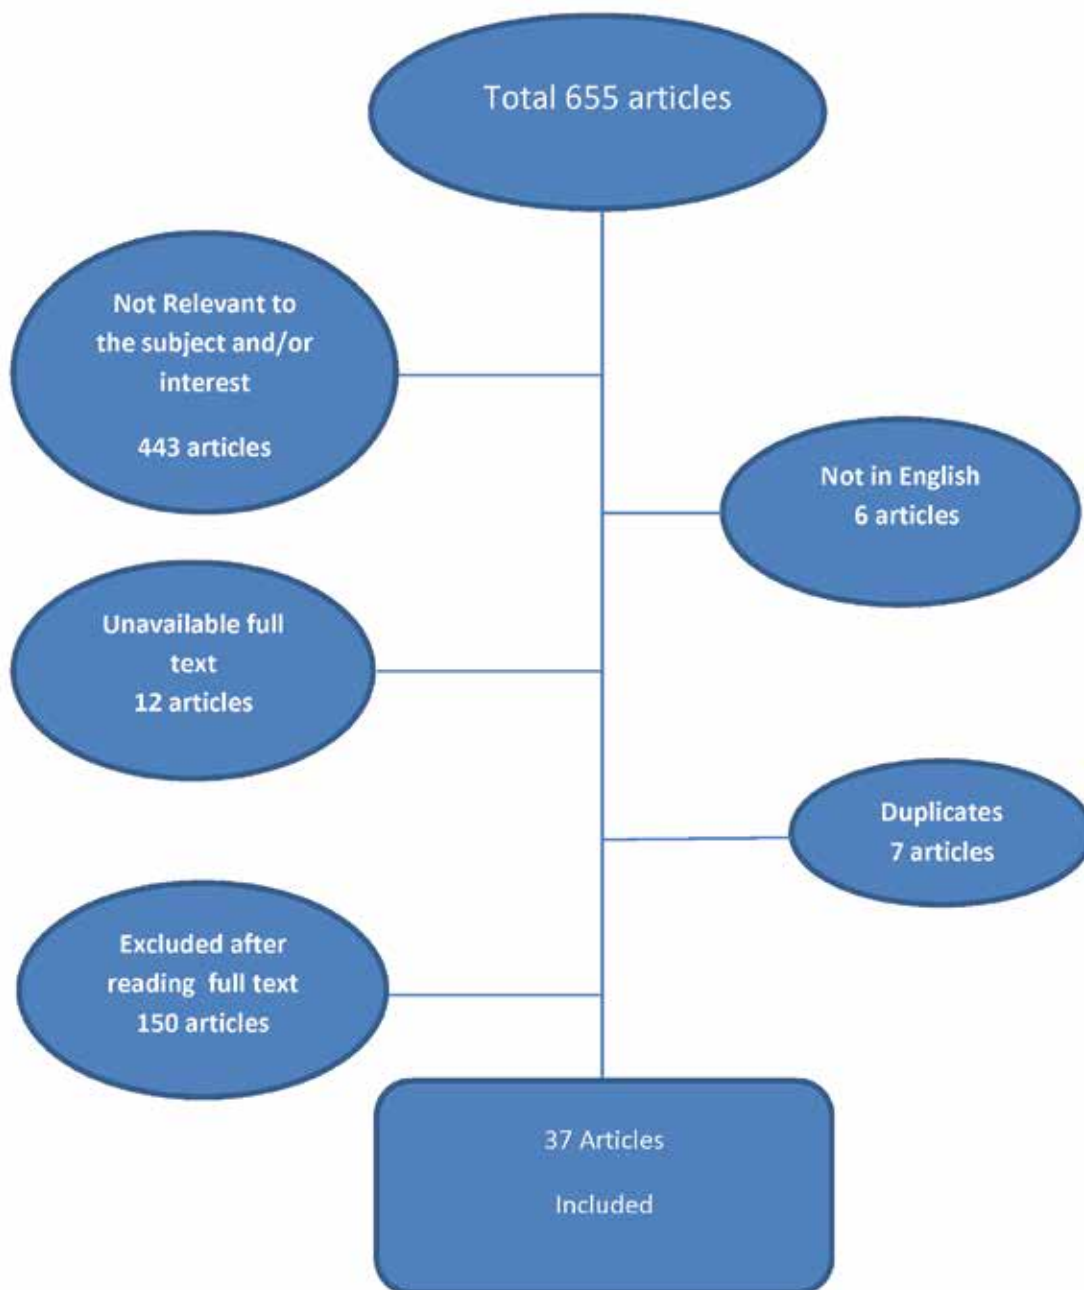 Total 655 articles
Not Relevant to
the subject and/or
interest
443 articles
Not in English
6 articles
Unavailable full
text
12 articles
Duplicates
7 articles
Excluded after
reading full text
150 articles
37 Articles
Included